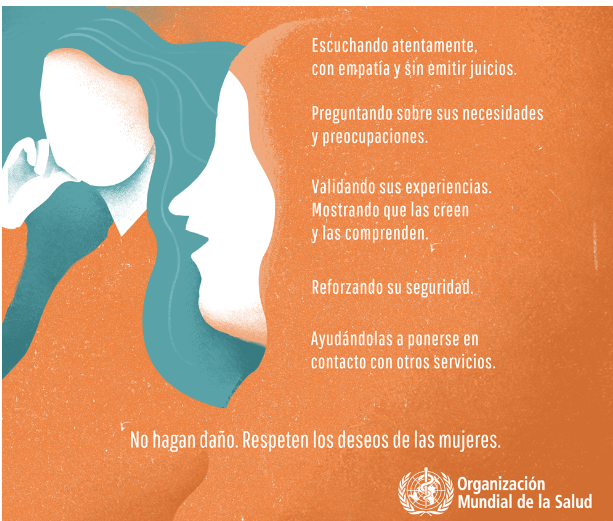 Escuchando atentamente,
con empatía y sin emitir juicios.
Preguntando sobre sus necesidades
y preocupaciones.
Validando sus experiencias.
Mostrando que las creen
y las comprenden.
Reforzando su seguridad.
Ayudándolas a ponerse en
contacto con otros servicios.
No hagan daño. Respeten los deseos de las mujeres.
Organización
Mundial de la Salud